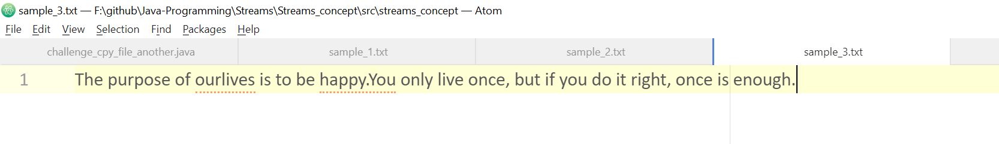 sample_3.txt — F:\github\Java-Programming\Streams\Streams_concept\src\streams_concept — Atom
File Edit View Selection Find Packages Help
challenge_cpy_file_another.java sample_1.txt sample_2.txt sample_3.txt
1 The purpose of ourlives is to be happy.You only live once, but if you do it right, once is enough.